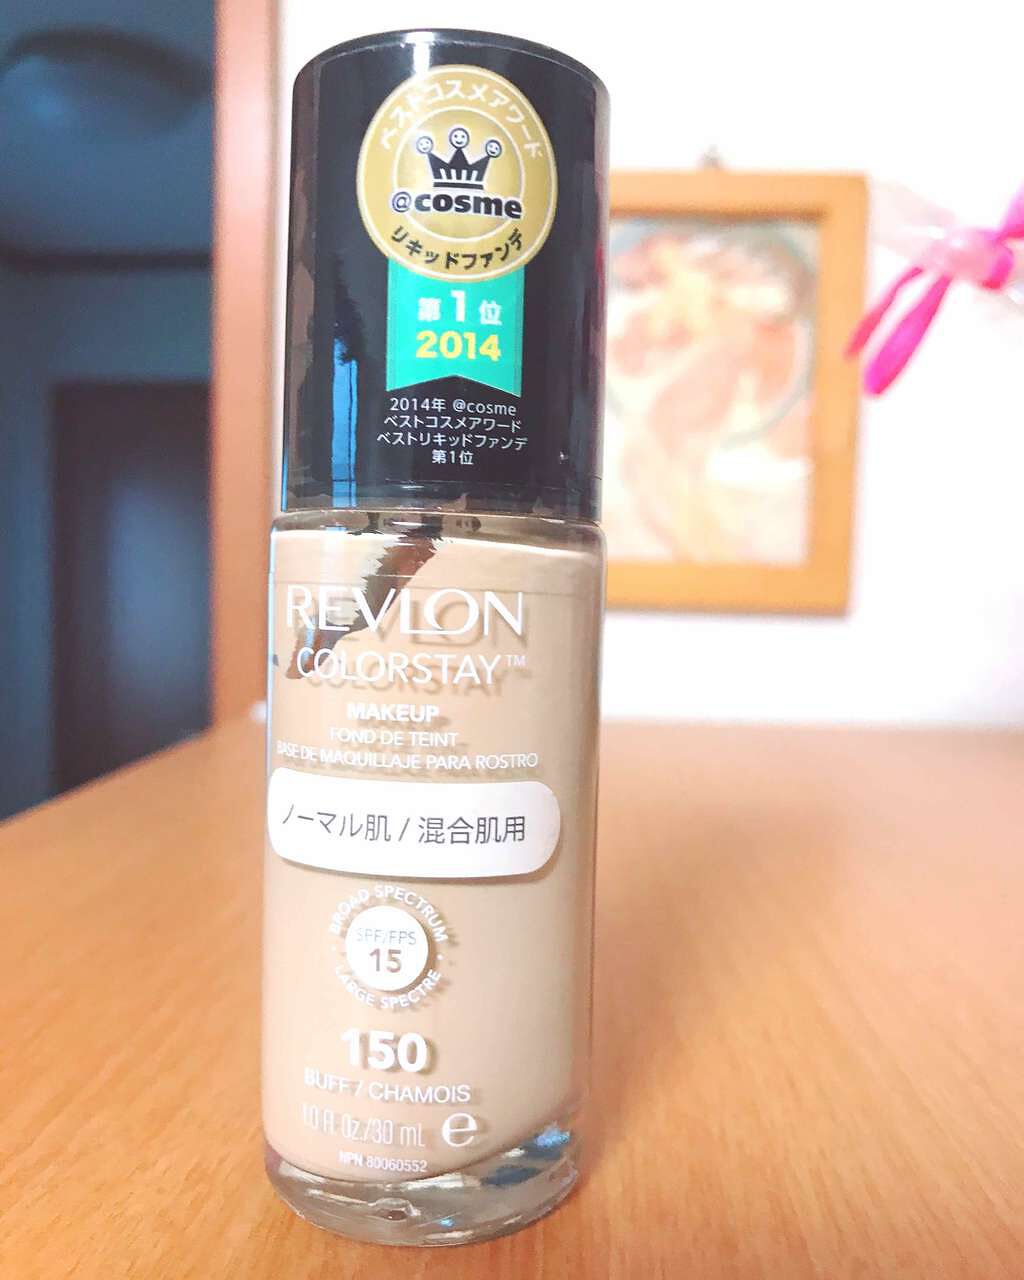 ベストコスメアワード
@cosme
リキッドファンデ
第1位
2014
2014年 @cosme
ベストコスメアワード
ベストリキッドファンデ
第1位
REVLON
COLORSTAY™
MAKEUP
FOND DE TEINT
BASE DE MAQUILLAJE PARA ROSTRO
ノーマル肌 / 混合肌用
BROAD SPECTRUM
SPF/FPS
15
LARGE SPECTRE
150
BUFF / CHAMOIS
1.0 FL. Oz./30 mL ℮
NPN 80060552